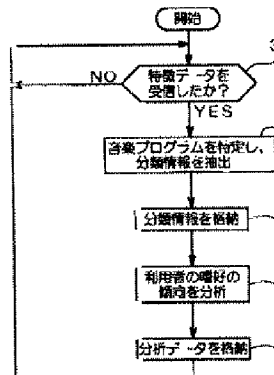 開始
特徴データを
受信したか?
NO
YES
音楽プログラムを特定し、
分類情報を抽出
分類情報を格納
利用者の嗜好の
傾向を分析
分析データを格納